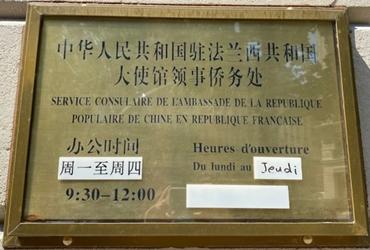 中华人民共和国驻法兰西共和国
大使馆领事侨务处
SERVICE CONSULAIRE DE L'AMBASSADE DE LA REPUBLIQUE
POPULAIRE DE CHINE EN REPUBLIQUE FRANÇAISE
办公时间 Heures d'ouverture
周一至周四 Du lundi au Jeudi
9:30-12:00